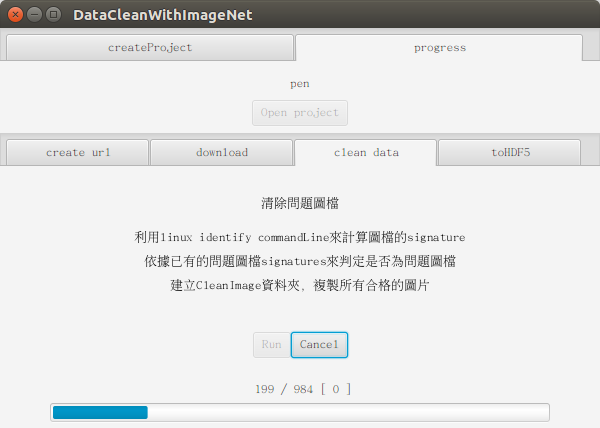 DataCleanWithImageNet
createProject progress
pen
Open project
create url download clean data toHDF5
清除問題圖檔
利用linux identify commandLine來計算圖檔的signature
依據已有的問題圖檔signatures來判定是否為問題圖檔
建立CleanImage資料夾, 複製所有合格的圖片
Run Cancel
199 / 984 [ 0 ]